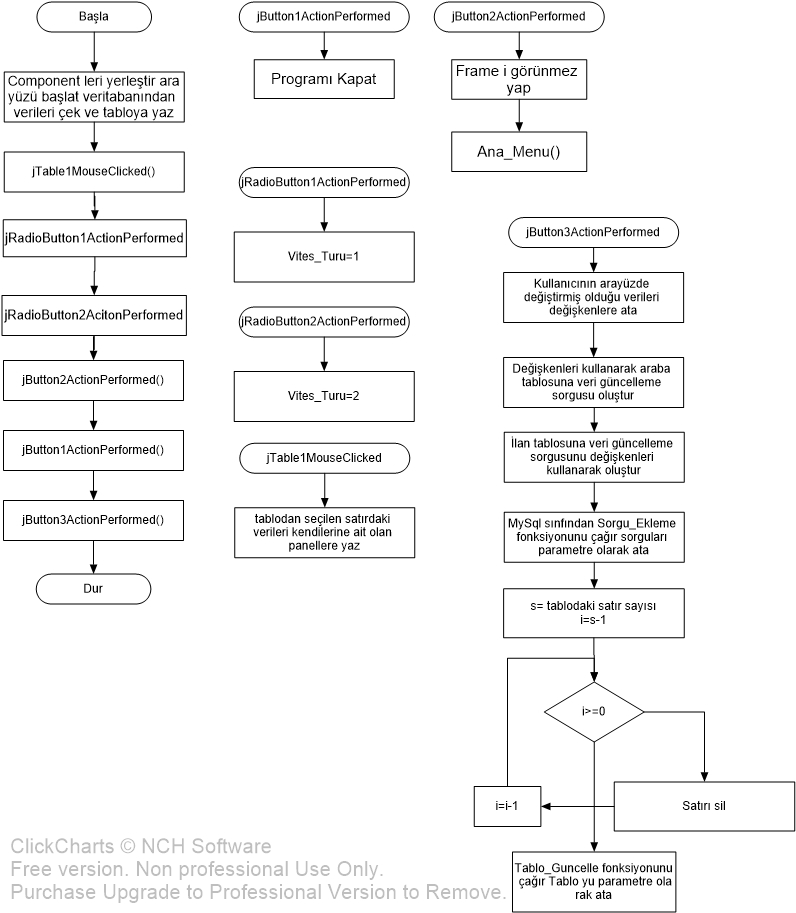 Başla
Component leri yerleştir ara
yüzü başlat veritabanından
verileri çek ve tabloya yaz
jTable1MouseClicked()
jRadioButton1ActionPerformed
jRadioButton2AcitonPerformed
jButton2ActionPerformed()
jButton1ActionPerformed()
jButton3ActionPerformed()
Dur
jButton1ActionPerformed
Programı Kapat
jRadioButton1ActionPerformed
Vites_Turu=1
jRadioButton2ActionPerformed
Vites_Turu=2
jTable1MouseClicked
tablodan seçilen satırdaki
verileri kendilerine ait olan
panellere yaz
jButton2ActionPerformed
Frame i görünmez
yap
Ana_Menu()
jButton3ActionPerformed
Kullanıcının arayüzde
değiştirmiş olduğu verileri
değişkenlere ata
Değişkenleri kullanarak araba
tablosuna veri güncelleme
sorgusu oluştur
İlan tablosuna veri güncelleme
sorgusunu değişkenleri
kullanarak oluştur
MySql sınfından Sorgu_Ekleme
fonksiyonunu çağır sorguları
parametre olarak ata
s= tablodaki satır sayısı
i=s-1
i>=0
Satırı sil
i=i-1
Tablo_Guncelle fonksiyonunu
çağır Tablo yu parametre ola
rak ata
ClickCharts © NCH Software
Free version. Non professional Use Only.
Purchase Upgrade to Professional Version to Remove.